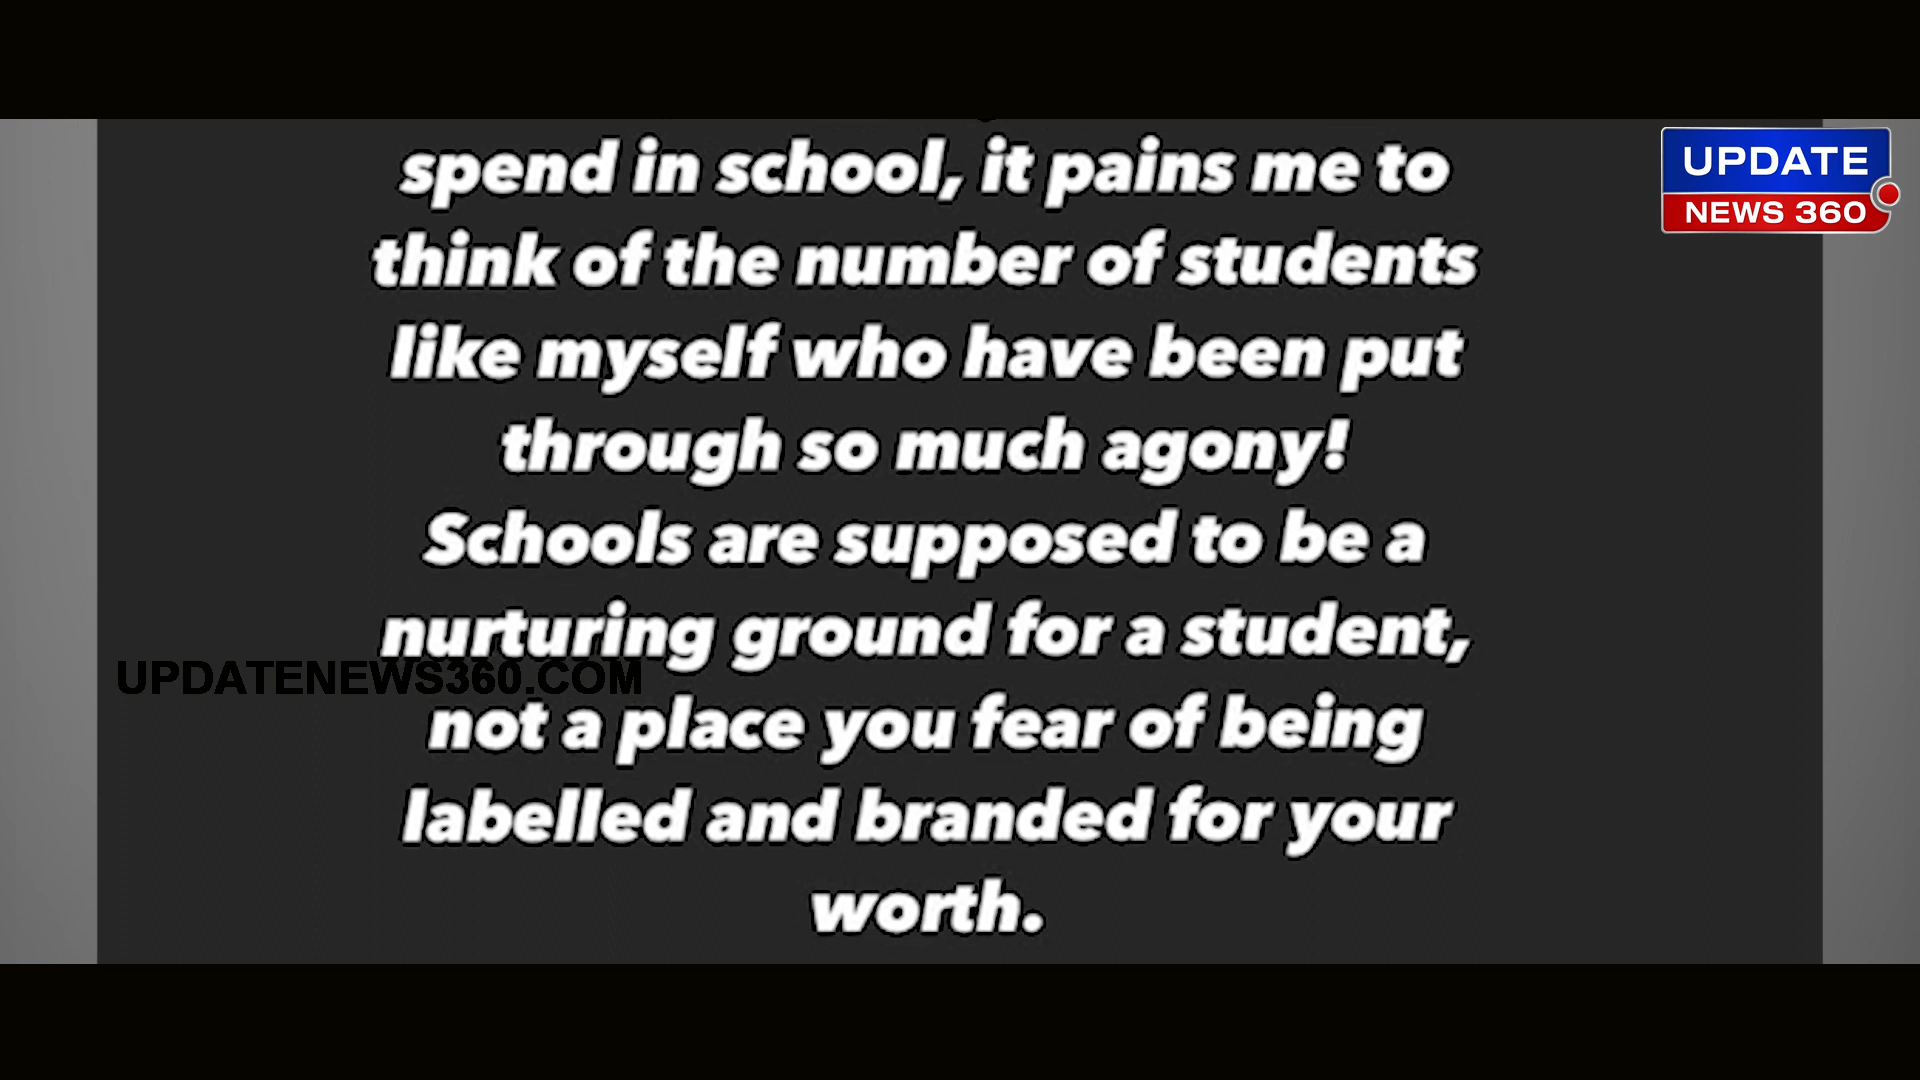 spend in school, it pains me to
think of the number of students
like myself who have been put
through so much agony!
Schools are supposed to be a
nurturing ground for a student,
not a place you fear of being
labelled and branded for your
worth.
UPDATE
NEWS 360
UPDATENEWS360.COM